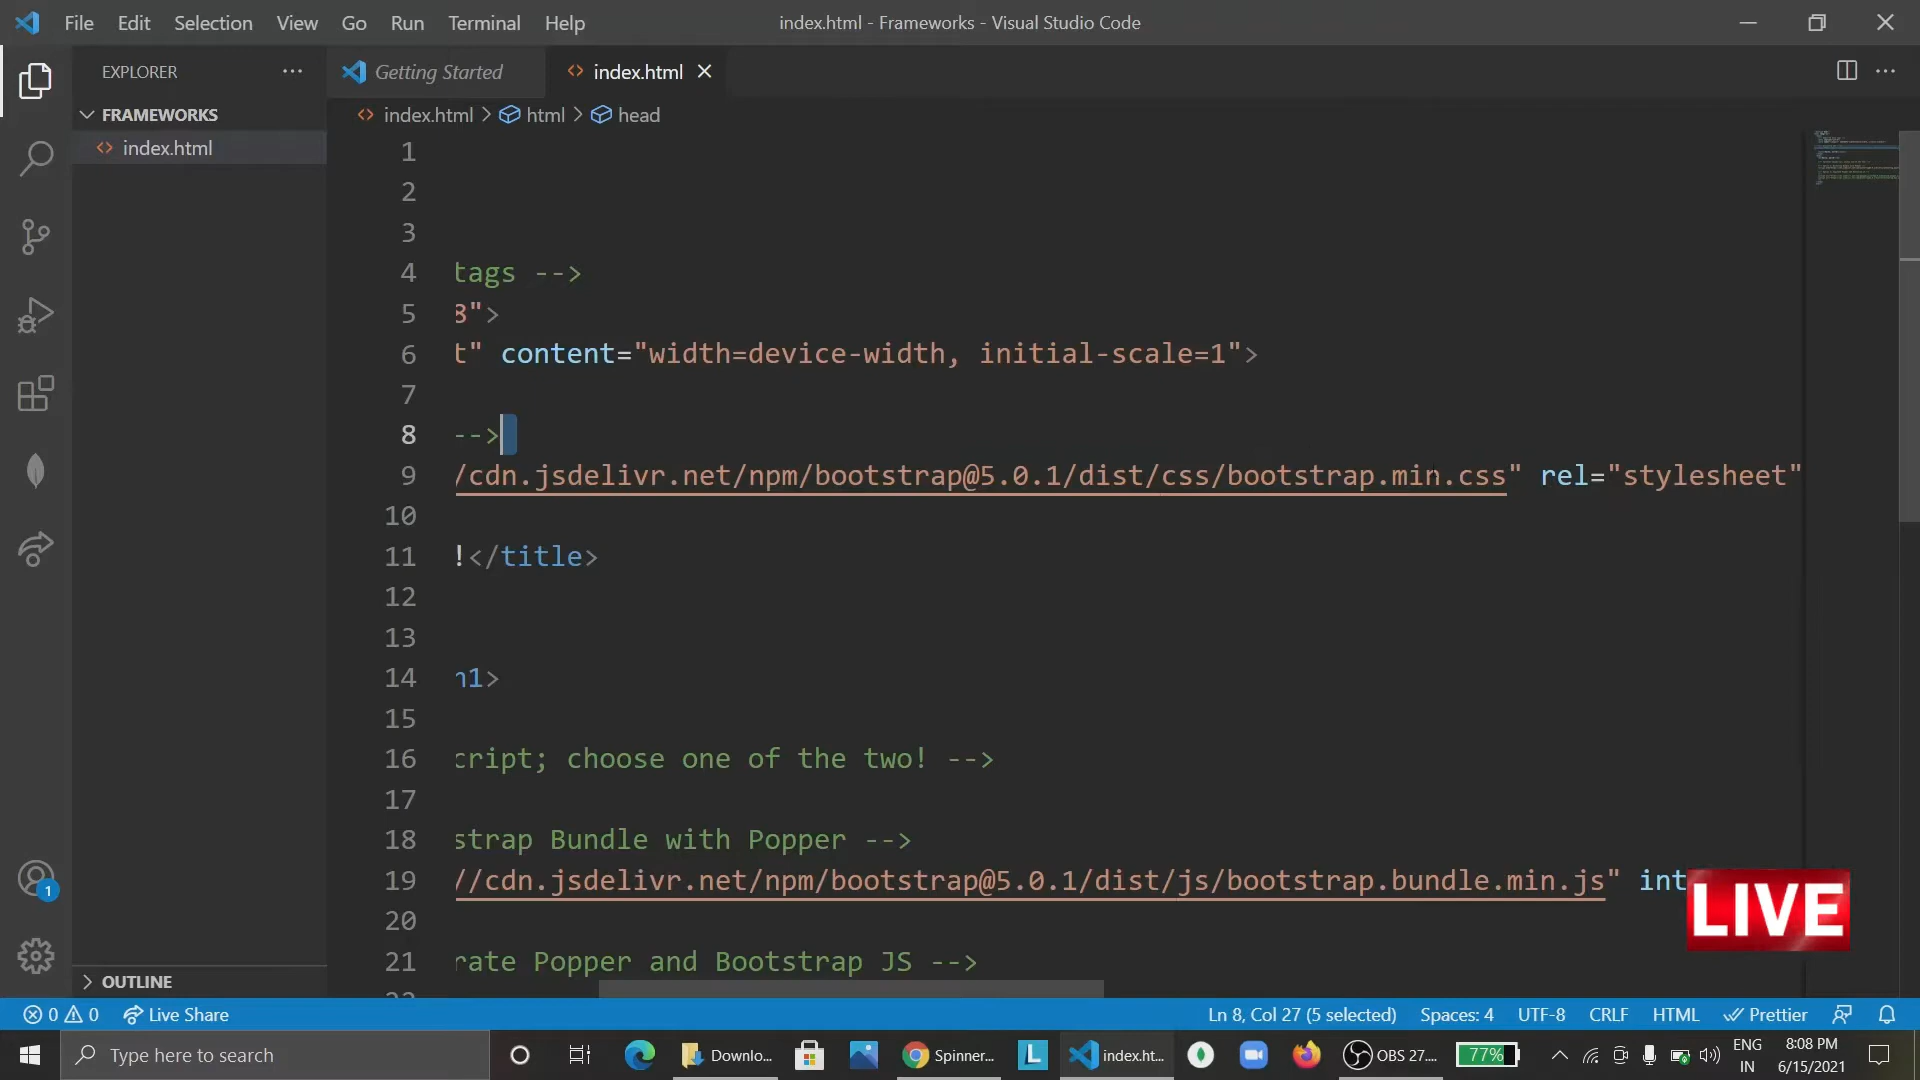 File Edit Selection View Go Run Terminal Help
index.html - Frameworks - Visual Studio Code
EXPLORER
Getting Started
index.html
FRAMEWORKS
index.html
index.html > html > head
1
2
3
4 tags -->
5 8">
6 t" content="width=device-width, initial-scale=1">
7
8 -->
9 /cdn.jsdelivr.net/npm/bootstrap@5.0.1/dist/css/bootstrap.min.css" rel="stylesheet"
10
11 !</title>
12
13
14 h1>
15
16 cript; choose one of the two! -->
17
18 strap Bundle with Popper -->
19 //cdn.jsdelivr.net/npm/bootstrap@5.0.1/dist/js/bootstrap.bundle.min.js" int
20
21 rate Popper and Bootstrap JS -->
LIVE
OUTLINE
1
0 0 Live Share
Ln 8, Col 27 (5 selected) Spaces: 4 UTF-8 CRLF HTML Prettier
Type here to search
Downlo...
Spinner...
L
index.ht...
OBS 27....
77%
ENG
IN
8:08 PM
6/15/2021